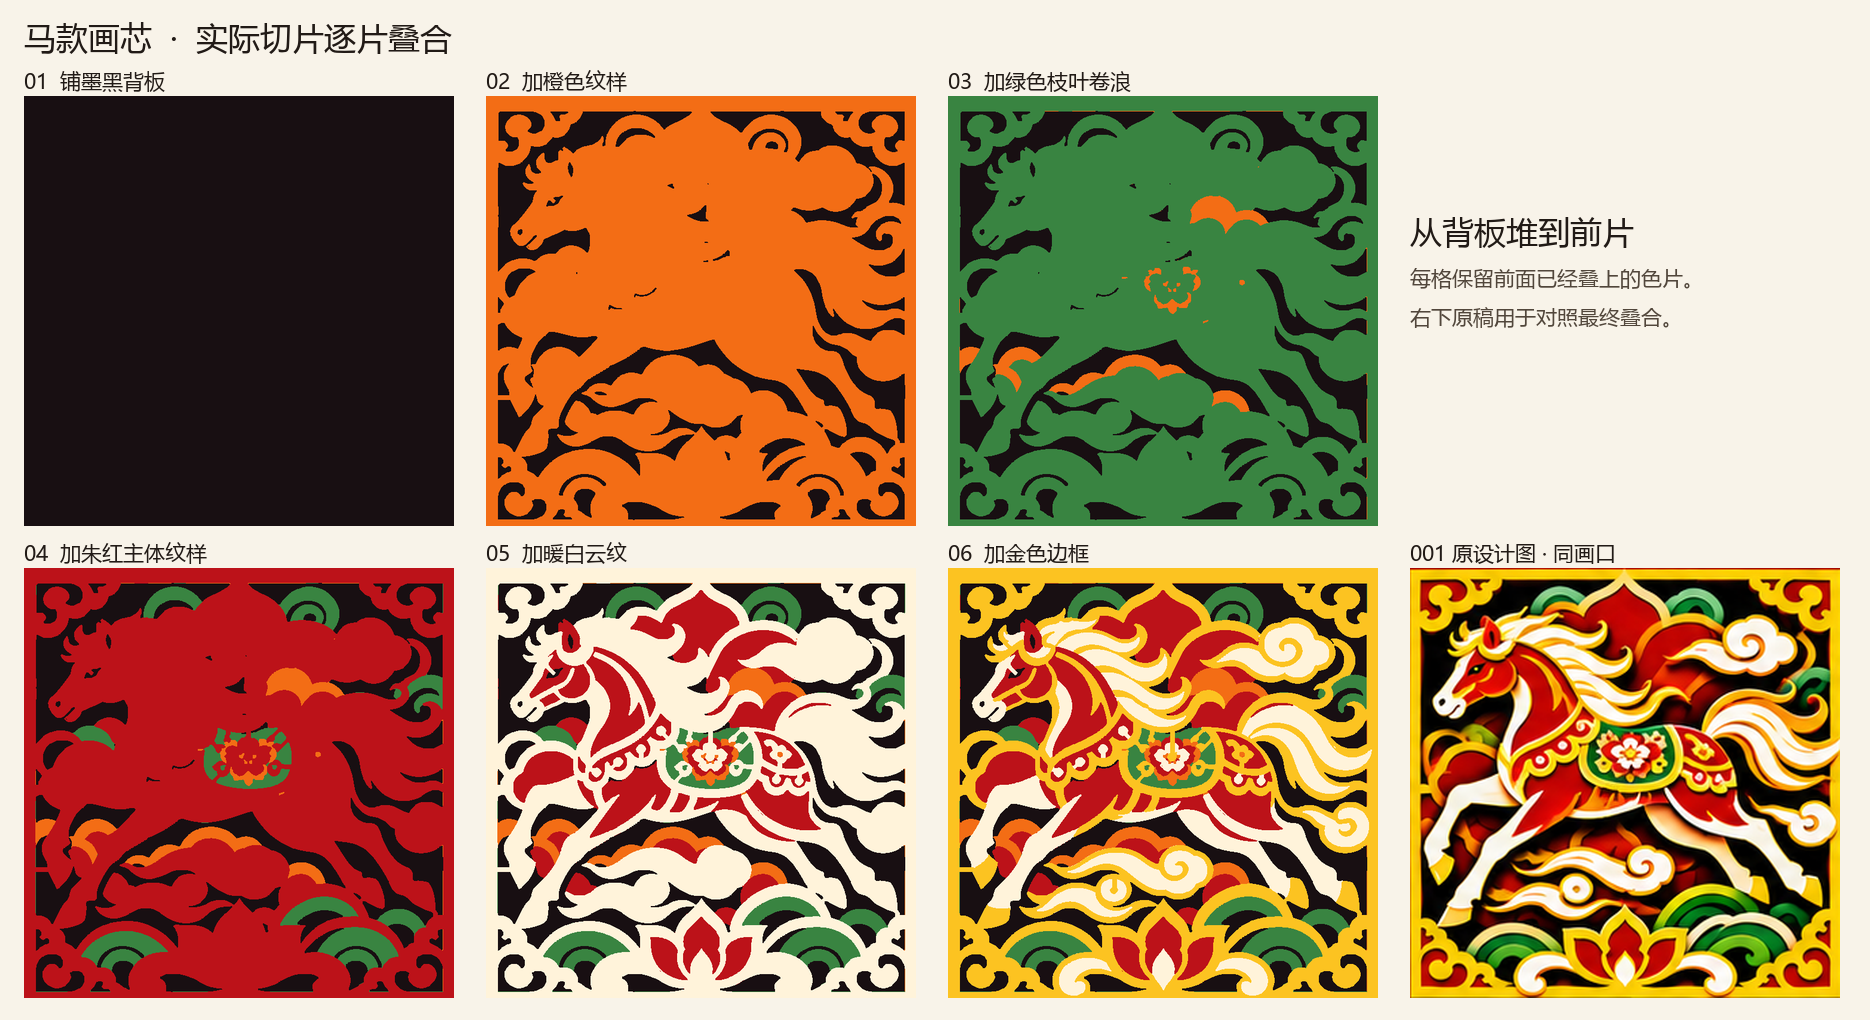 马款画芯 · 实际切片逐片叠合
01 铺墨黑背板
02 加橙色纹样
03 加绿色枝叶卷浪
从背板堆到前片
每格保留前面已经叠上的色片。
右下原稿用于对照最终叠合。
04 加朱红主体纹样
05 加暖白云纹
06 加金色边框
001 原设计图 · 同画口